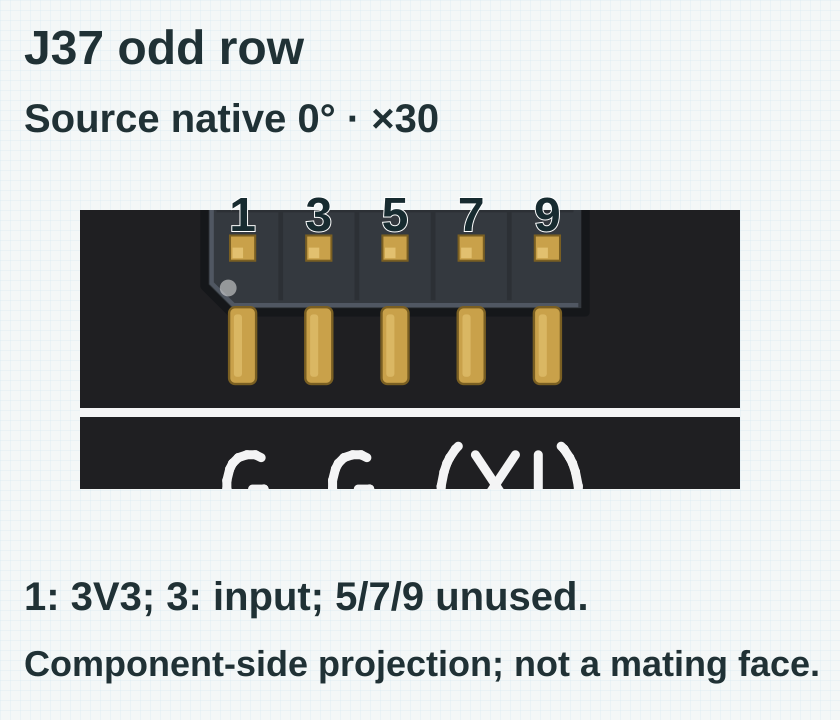 J37 odd row
Source native 0° · ×30
1 3 5 7 9
1: 3V3; 3: input; 5/7/9 unused.
Component-side projection; not a mating face.